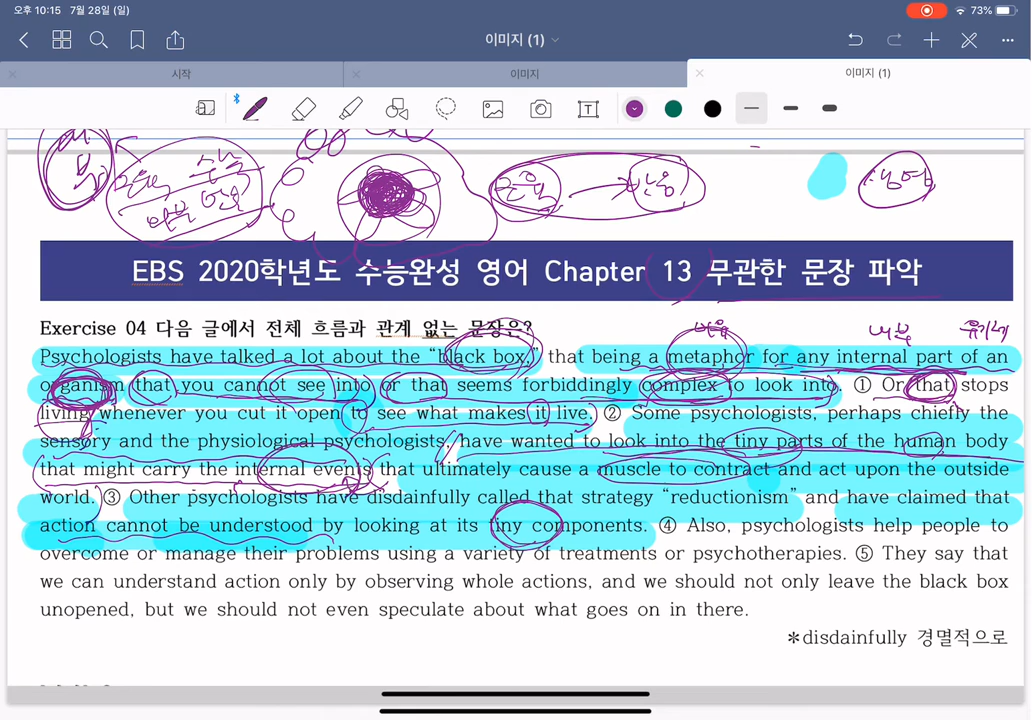 오후 10:15 7월 28일 (일)
73%
이미지 (1)
시작
이미지
이미지 (1)
T
반응
EBS 2020학년도 수능완성 영어 Chapter 13 무관한 문장 파악
Exercise 04 다음 글에서 전체 흐름과 관계 없는 문장은?
내부 유기체
Psychologists have talked a lot about the “black box,” that being a metaphor for any internal part of an
organism that you cannot see into or that seems forbiddingly complex to look into. ① Or that stops
living whenever you cut it open to see what makes it live. ② Some psychologists, perhaps chiefly the
sensory and the physiological psychologists, have wanted to look into the tiny parts of the human body
that might carry the internal events that ultimately cause a muscle to contract and act upon the outside
world. ③ Other psychologists have disdainfully called that strategy “reductionism” and have claimed that
action cannot be understood by looking at its tiny components. ④ Also, psychologists help people to
overcome or manage their problems using a variety of treatments or psychotherapies. ⑤ They say that
we can understand action only by observing whole actions, and we should not only leave the black box
unopened, but we should not even speculate about what goes on in there.
*disdainfully 경멸적으로